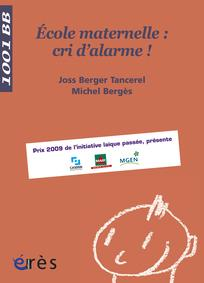 1001 BB
École maternelle :
cri d'alarme !
Joss Berger Tancerel
Michel Bergès
Prix 2009 de l'initiative laïque passée, présente
MGEN
érès